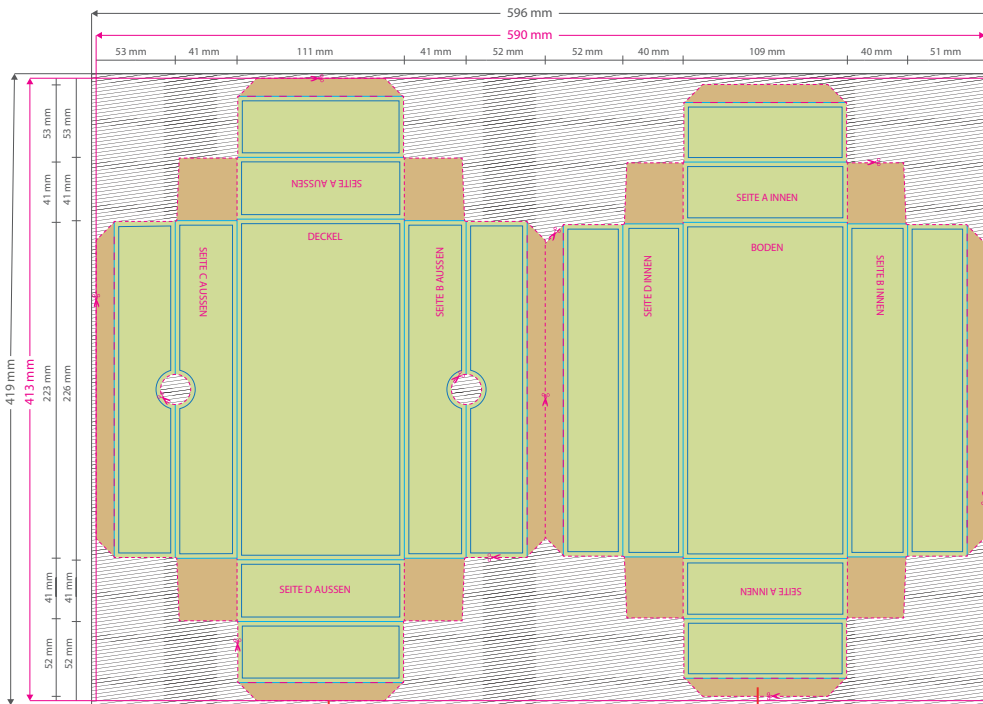 596 mm
590 mm
53 mm
41 mm
111 mm
41 mm
52 mm
52 mm
40 mm
109 mm
40 mm
51 mm
419 mm
413 mm
53 mm
53 mm
41 mm
41 mm
223 mm
226 mm
41 mm
41 mm
52 mm
52 mm
SEITE A AUSSEN
DECKEL
SEITE C AUSSEN
SEITE B AUSSEN
SEITE D AUSSEN
SEITE A INNEN
BODEN
SEITE D INNEN
SEITE B INNEN
SEITE A INNEN